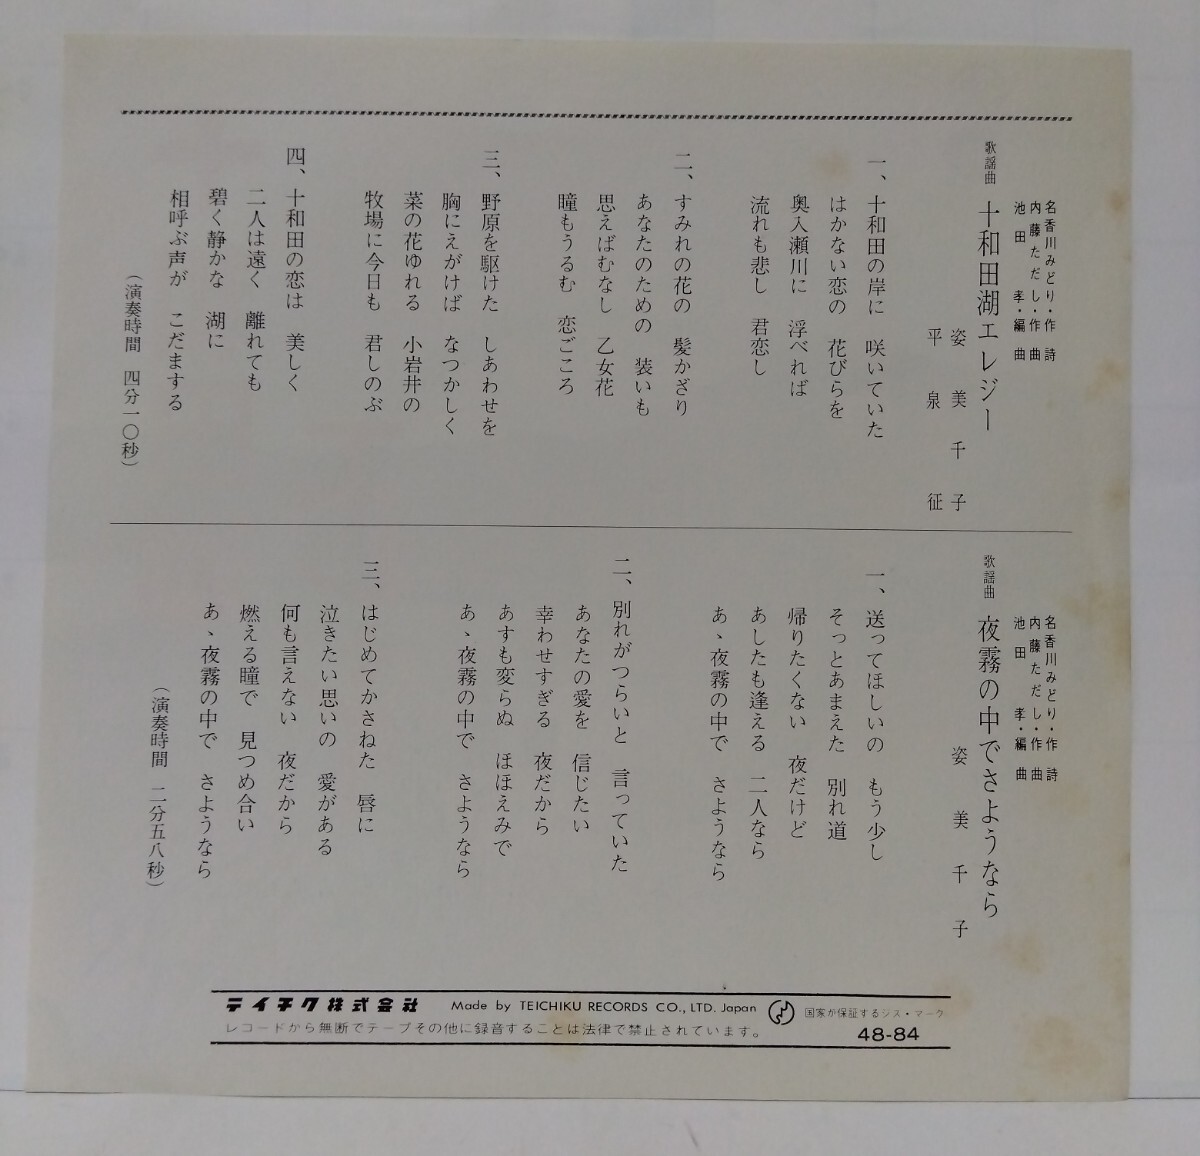 名香川みどり・作詩
内藤ただし・作曲
池田孝・編曲
歌謡曲 十和田湖エレジー
姿美千子
平泉征
一、十和田の岸に 咲いていた
はかない恋の 花びらを
奥入瀬川に 浮べれば
流れも悲し 君恋し
二、すみれの花の 髪かざり
あなたのための 装いも
思えばむなし 乙女花
瞳もうるむ 恋ごころ
三、野原を駆けた しあわせを
胸にえがけば なつかしく
菜の花ゆれる 小岩井の
牧場に今日も 君しのぶ
四、十和田の恋は 美しく
二人は遠く 離れても
碧く静かな 湖に
相呼ぶ声が こだまする
(演奏時間 四分一〇秒)
名香川みどり・作詩
内藤ただし・作曲
池田孝・編曲
歌謡曲 夜霧の中でさようなら
姿美千子
一、送ってほしいの もう少し
そっとあまえた 別れ道
帰りたくない 夜だけど
あしたも逢える 二人なら
あゝ夜霧の中で さようなら
二、別れがつらいと 言っていた
あなたの愛を 信じたい
幸わせすぎる 夜だから
あすも変らぬ ほほえみで
あゝ夜霧の中で さようなら
三、はじめてかさねた 唇に
泣きたい思いの 愛がある
何も言えない 夜だから
燃える瞳で 見つめ合い
あゝ夜霧の中で さようなら
(演奏時間 二分五八秒)
テイチク株式会社 Made by TEICHIKU RECORDS CO., LTD. Japan 国家が保証するジス・マーク
レコードから無断でテープその他に録音することは法律で禁止されています。 48-84